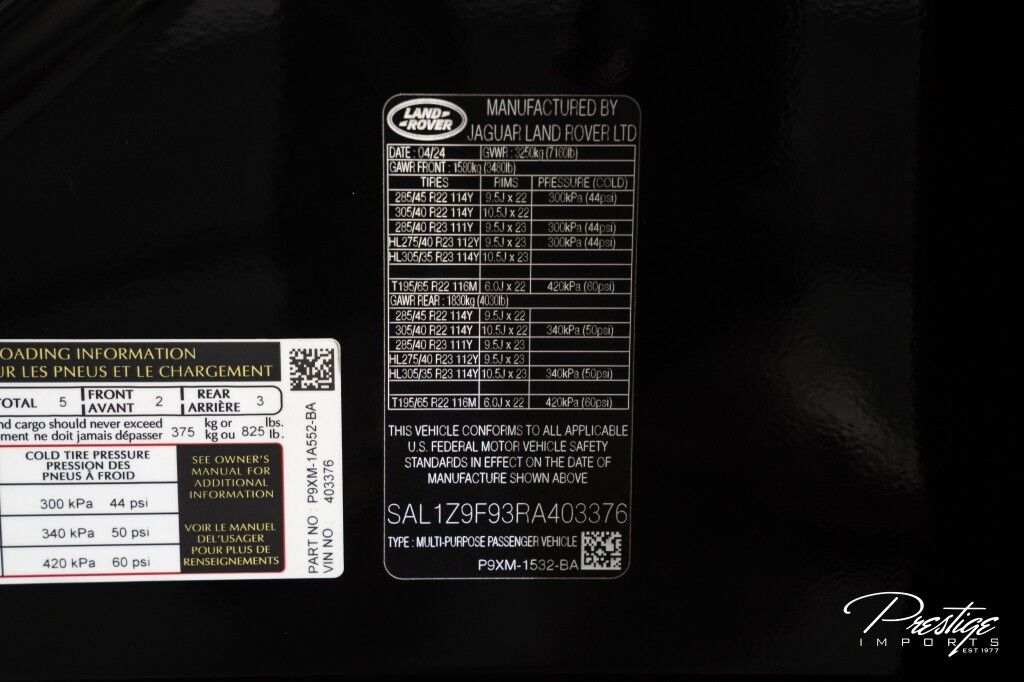 LAND-
-ROVER
MANUFACTURED BY
JAGUAR LAND ROVER LTD
DATE : 04/24 GVWR : 3250kg (7160lb)
GAWR FRONT : 1580kg (3480lb)
TIRES RIMS PRESSURE (COLD)
285/45 R22 114Y 9.5J x 22 300kPa (44psi)
305/40 R22 114Y 10.5J x 22
285/40 R23 111Y 9.5J x 23 300kPa (44psi)
HL275/40 R23 112Y 9.5J x 23 300kPa (44psi)
HL305/35 R23 114Y 10.5J x 23
T195/65 R22 116M 6.0J x 22 420kPa (60psi)
GAWR REAR : 1830kg (4030lb)
285/45 R22 114Y 9.5J x 22
305/40 R22 114Y 10.5J x 22 340kPa (50psi)
285/40 R23 111Y 9.5J x 23
HL275/40 R23 112Y 9.5J x 23
HL305/35 R23 114Y 10.5J x 23 340kPa (50psi)
T195/65 R22 116M 6.0J x 22 420kPa (60psi)
THIS VEHICLE CONFORMS TO ALL APPLICABLE
U.S. FEDERAL MOTOR VEHICLE SAFETY
STANDARDS IN EFFECT ON THE DATE OF
MANUFACTURE SHOWN ABOVE
SAL1Z9F93RA403376
TYPE : MULTI-PURPOSE PASSENGER VEHICLE
P9XM-1532-BA
OADING INFORMATION
UR LES PNEUS ET LE CHARGEMENT
OTAL 5 FRONT 2 REAR 3
AVANT ARRIÈRE
nd cargo should never exceed 375 kg or 825 lbs.
ment ne doit jamais dépasser kg ou lb.
COLD TIRE PRESSURE
PRESSION DES
PNEUS À FROID
300 kPa 44 psi
340 kPa 50 psi
420 kPa 60 psi
SEE OWNER'S
MANUAL FOR
ADDITIONAL
INFORMATION
VOIR LE MANUEL
DEL'USAGER
POUR PLUS DE
RENSEIGNEMENTS
PART NO : P9XM-1A552-BA
VIN NO : 403376
Prestige
IMPORTS
EST 1977